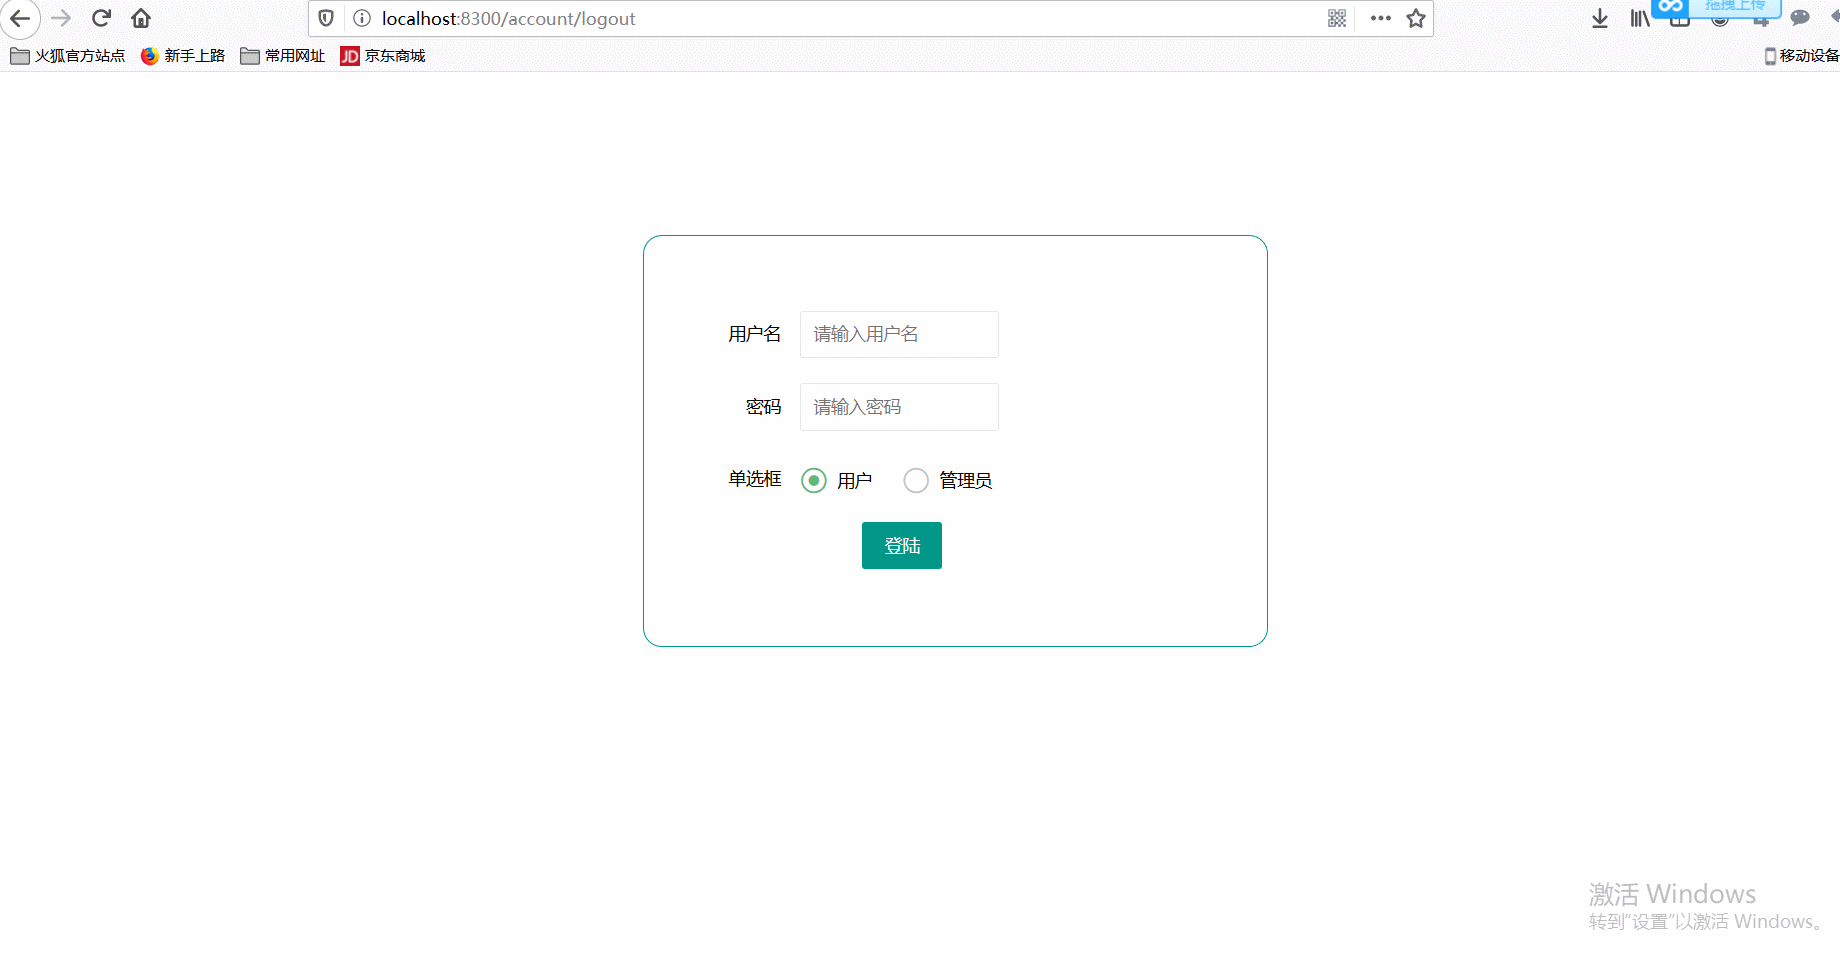 localhost:8300/account/logout
拖拽上传
火狐官方站点 新手上路 常用网址 JD 京东商城 移动设备
用户名 请输入用户名
密码 请输入密码
单选框 用户 管理员
登陆
激活 Windows
转到“设置”以激活 Windows。